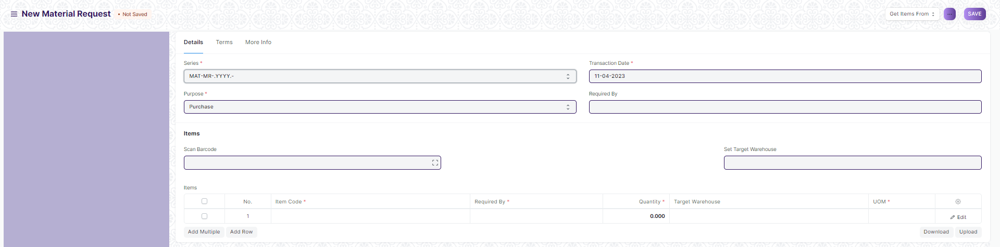 New Material Request • Not Saved Get Items From ... SAVE
Details Terms More Info
Series * Transaction Date *
MAT-MR-.YYYY.- 11-04-2023
Purpose * Required By
Purchase
Items
Scan Barcode Set Target Warehouse
Items
No. Item Code * Required By * Quantity * Target Warehouse UOM *
1 0.000 Edit
Add Multiple Add Row Download Upload